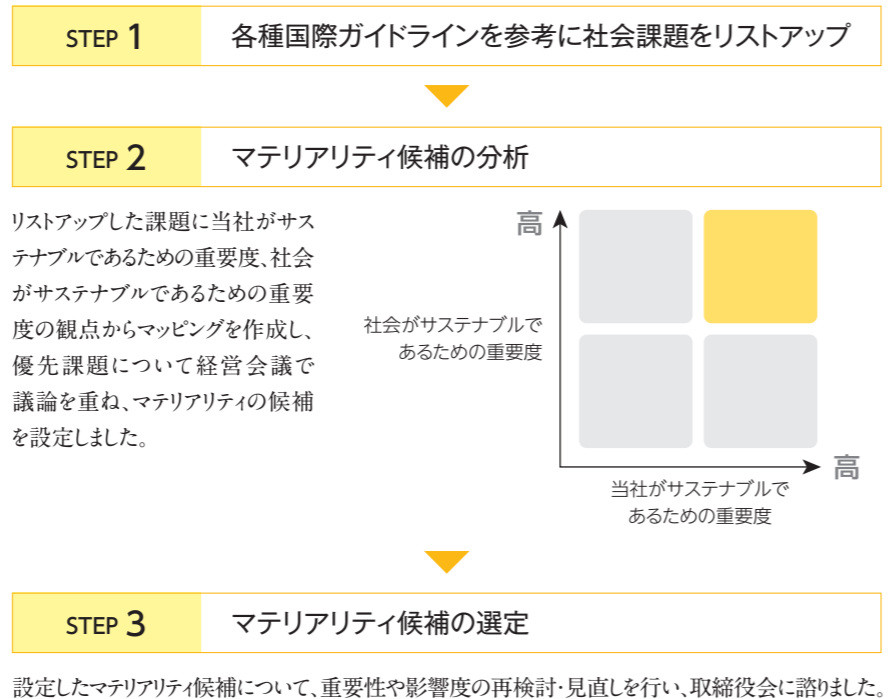 STEP 1 各種国際ガイドラインを参考に社会課題をリストアップ
STEP 2 マテリアリティ候補の分析
リストアップした課題に当社がサス
テナブルであるための重要度、社会
がサステナブルであるための重要
度の観点からマッピングを作成し、
優先課題について経営会議で
議論を重ね、マテリアリティの候補
を設定しました。
高
社会がサステナブルで
あるための重要度
高
当社がサステナブルで
あるための重要度
STEP 3 マテリアリティ候補の選定
設定したマテリアリティ候補について、重要性や影響度の再検討・見直しを行い、取締役会に諮りました。